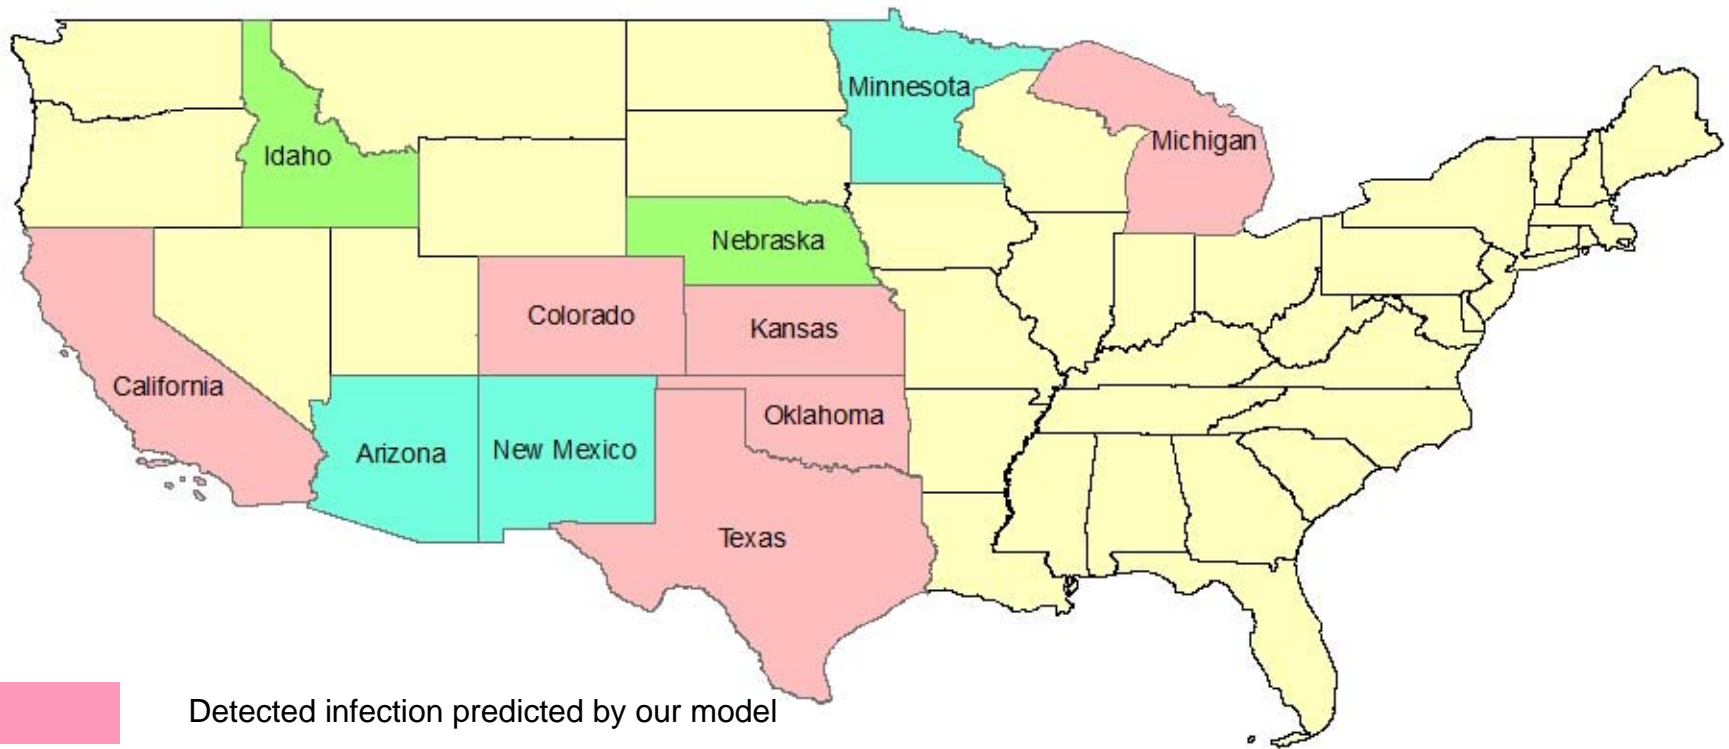 Minnesota
Michigan
Idaho
Nebraska
Colorado
Kansas
California
Oklahoma
Arizona
New Mexico
Texas
Detected infection predicted by our model